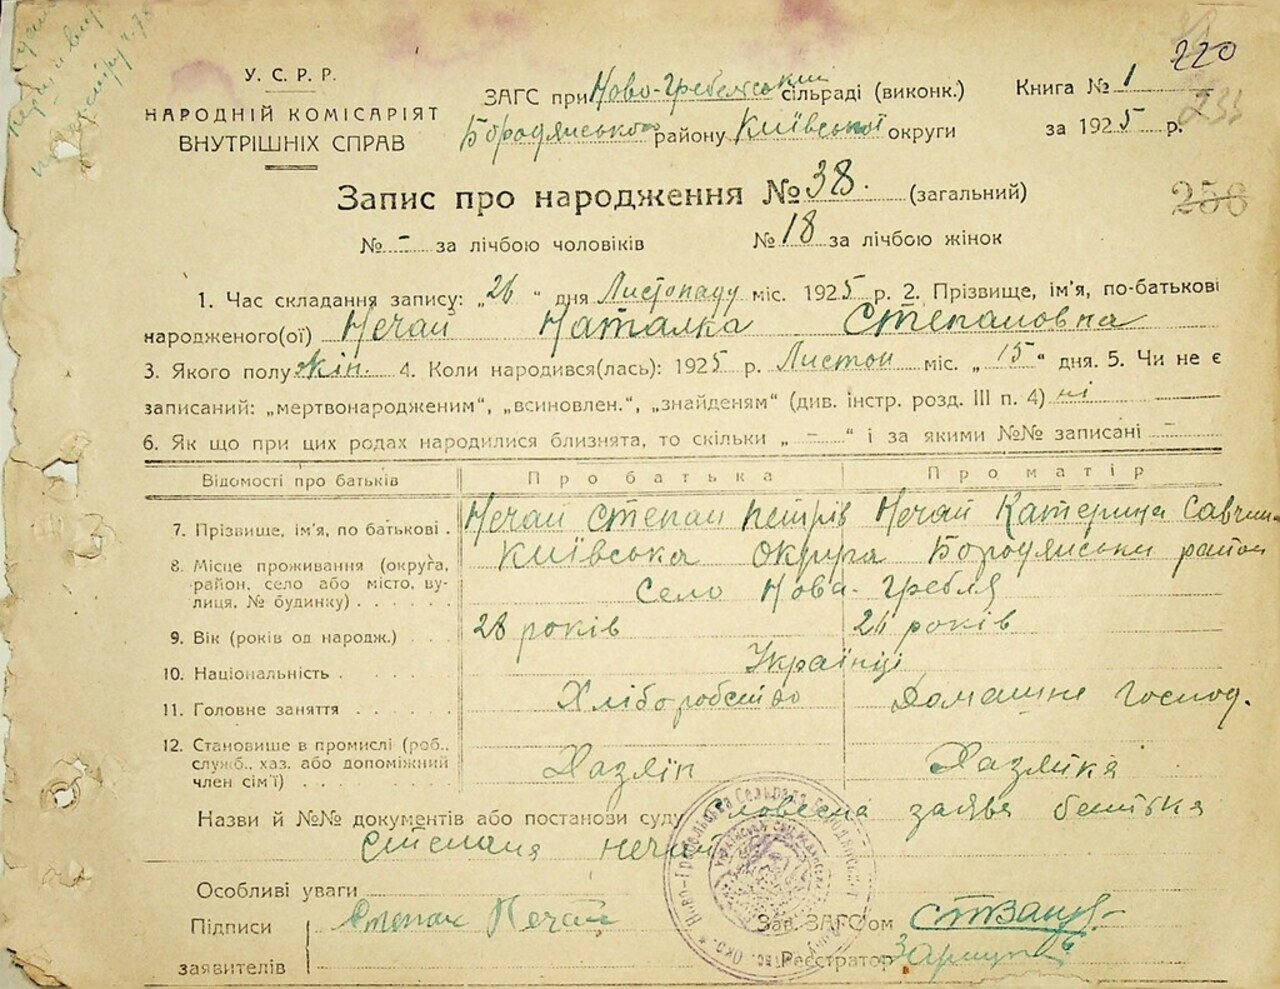 220
У. С. Р. Р.
НАРОДНІЙ КОМІСАРІЯТ
ВНУТРІШНІХ СПРАВ
ЗАГС при Ново-Гребельський сільраді (виконк.)
Бородянського району Київської округи
Книга № 1
за 1925 р.
233
Запис про народження № 38. (загальний)
256
№ - за лічбою чоловіків № 18 за лічбою жінок
1. Час складання запису: „26“ дня Листопаду міс. 1925 р. 2. Прізвище, ім'я, по-батькові
народженого(ої) Нечай Наталка Степановна
3. Якого полу жін. 4. Коли народився(лась): 1925 р. Листоп міс. „15“ дня. 5. Чи не є
записаний: „мертвонародженим“, „всиновлен.“, „знайденям“ (див. інстр. розд. III п. 4) ні
6. Як що при цих родах народилися близнята, то скільки „ - “ і за якими №№ записані -
Відомості про батьків Про батька Про матір
7. Прізвище, ім'я, по батькові . Нечай Степан Петрів Нечай Катерина
8. Місце проживання (округа, Київська Округа Бородянськи район
район, село або місто, ву-
лиця, № будинку) . . . . . . Село Нова-Гребля
9. Вік (років од народж.) . . 28 років 26 років
10. Національність . . . . . Українці
11. Головне заняття . . . . . . Хліборобство Домашне Господ.
12. Становище в промислі (роб.,
служб., хаз. або допоміжний Хазяїн Хазяйка
член сім'ї) . . . . . . . .
Назви й №№ документів або постанови суду Словесна заява батька
Степана Нечая
Особливі уваги
Підписи Степан Нечай Зав. ЗАГС'ом
заявителів Реєстратор